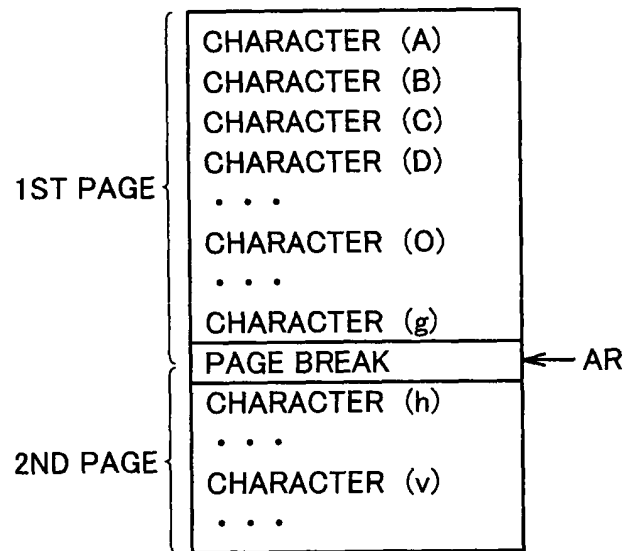 CHARACTER (A)
CHARACTER (B)
CHARACTER (C)
CHARACTER (D)
1ST PAGE
· · ·
CHARACTER (O)
· · ·
CHARACTER (g)
PAGE BREAK
AR
CHARACTER (h)
· · ·
2ND PAGE
CHARACTER (v)
· · ·